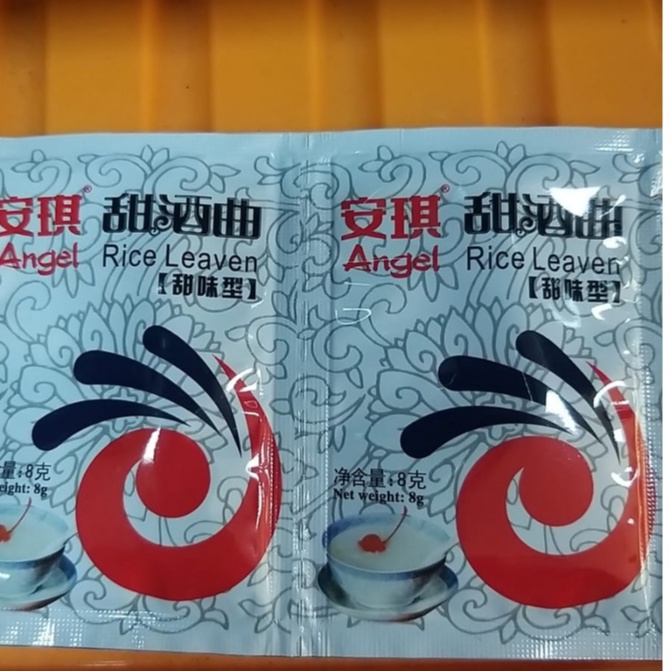 安琪® 甜酒曲
Angel Rice Leaven
【甜味型】
量:8克
eight: 8g
安琪® 甜酒曲
Angel Rice Leaven
【甜味型】
净含量:8克
Net weight: 8g